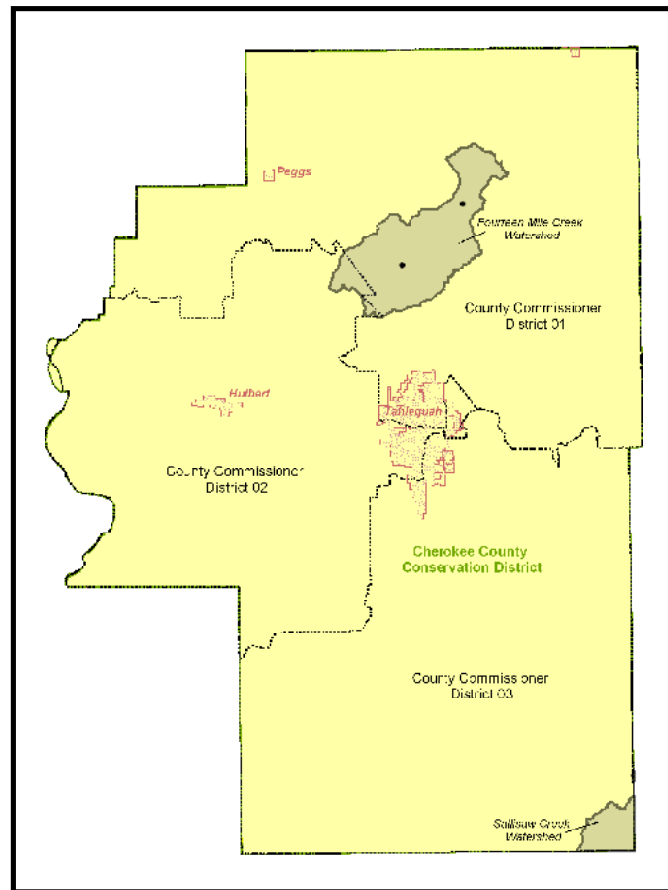 Peggs
Fourteen Mile Creek
Watershed
County Commissioner
District 01
Hulbert
Tahlequah
County Commissioner
District 02
Cherokee County
Conservation District
County Commissioner
District 03
Sallisaw Creek
Watershed